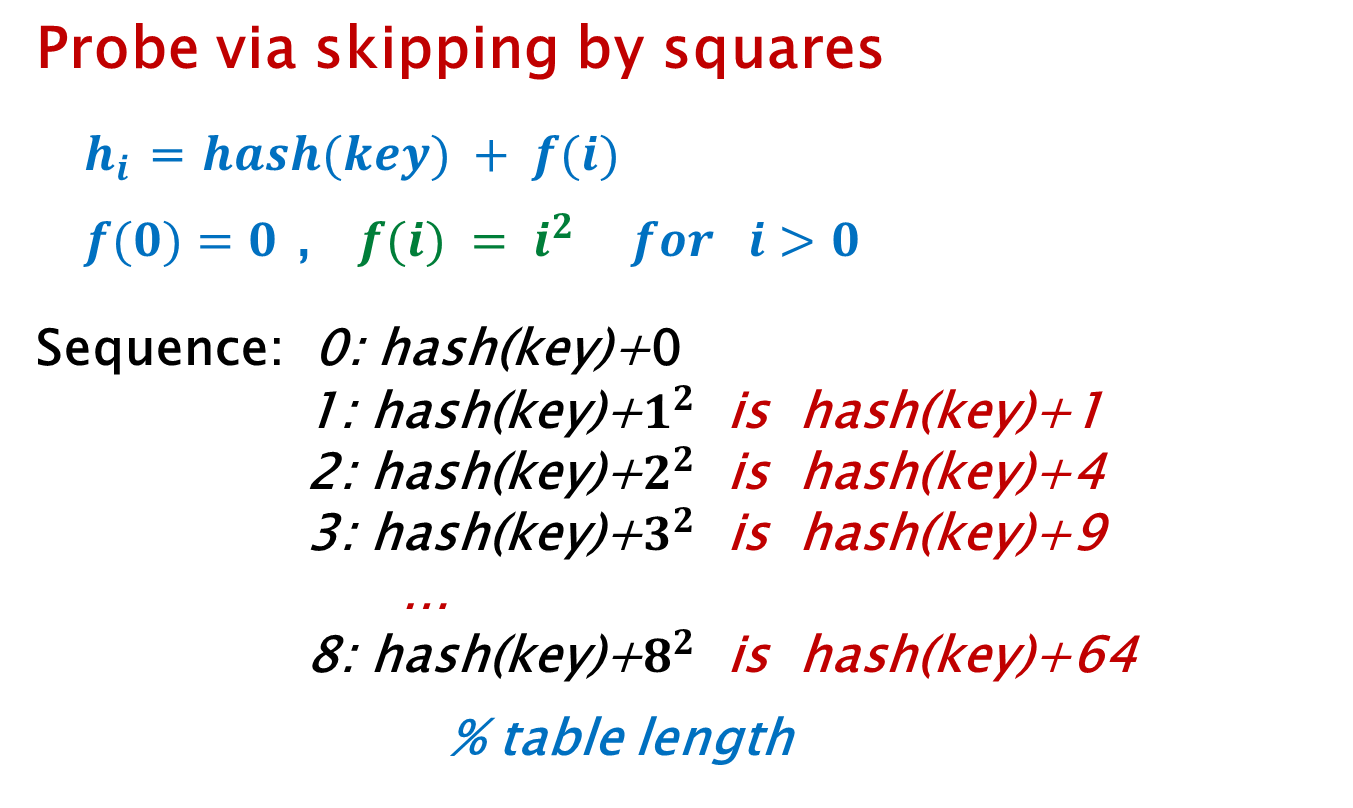 Probe via skipping by squares
hᵢ = hash(key) + f(i)
f(0) = 0 , f(i) = i² for i > 0
Sequence: 0: hash(key)+0
1: hash(key)+1² is hash(key)+1
2: hash(key)+2² is hash(key)+4
3: hash(key)+3² is hash(key)+9
...
8: hash(key)+8² is hash(key)+64
% table length